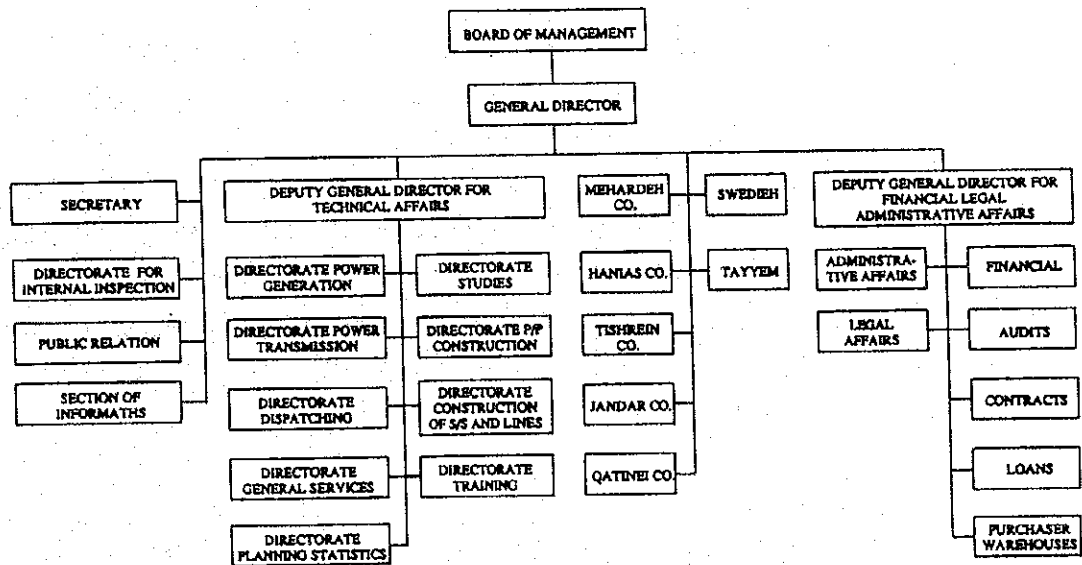 BOARD OF MANAGEMENT
GENERAL DIRECTOR
SECRETARY
DIRECTORATE FOR
INTERNAL INSPECTION
PUBLIC RELATION
SECTION OF
INFORMATHS
DEPUTY GENERAL DIRECTOR FOR
TECHNICAL AFFAIRS
DIRECTORATE POWER
GENERATION
DIRECTORATE
STUDIES
DIRECTORATE POWER
TRANSMISSION
DIRECTORATE P/P
CONSTRUCTION
DIRECTORATE
DISPATCHING
DIRECTORATE
CONSTRUCTION
OF S/S AND LINES
DIRECTORATE
GENERAL SERVICES
DIRECTORATE
TRAINING
DIRECTORATE
PLANNING STATISTICS
MEHARDEH
CO.
SWEDIEH
HANIAS CO.
TAYYEM
TISHREIN
CO.
JANDAR CO.
QATINEI CO.
DEPUTY GENERAL DIRECTOR FOR
FINANCIAL LEGAL
ADMINISTRATIVE AFFAIRS
ADMINISTRA-
TIVE AFFAIRS
FINANCIAL
LEGAL
AFFAIRS
AUDITS
CONTRACTS
LOANS
PURCHASER
WAREHOUSES